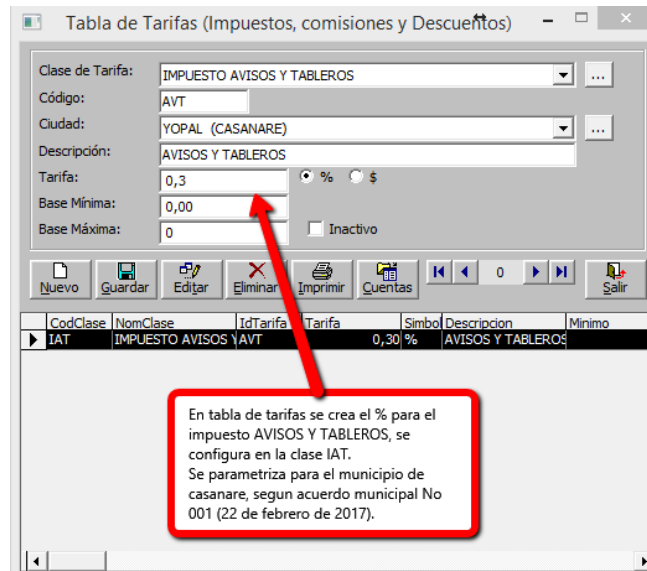 Tabla de Tarifas (Impuestos, comisiones y Descuentos)
Clase de Tarifa: IMPUESTO AVISOS Y TABLEROS ...
Código: AVT
Ciudad: YOPAL (CASANARE) ...
Descripción: AVISOS Y TABLEROS
Tarifa: 0,3 % $
Base Mínima: 0,00
Base Máxima: 0 Inactivo
Nuevo Guardar Editar Eliminar Imprimir Cuentas 0 Salir
CodClase NomClase IdTarifa Tarifa Simbol Descripcion Minimo
IAT IMPUESTO AVISOS Y AVT 0,30 % AVISOS Y TABLEROS
En tabla de tarifas se crea el % para el
impuesto AVISOS Y TABLEROS, se
configura en la clase IAT.
Se parametriza para el municipio de
casanare, segun acuerdo municipal No
001 (22 de febrero de 2017).